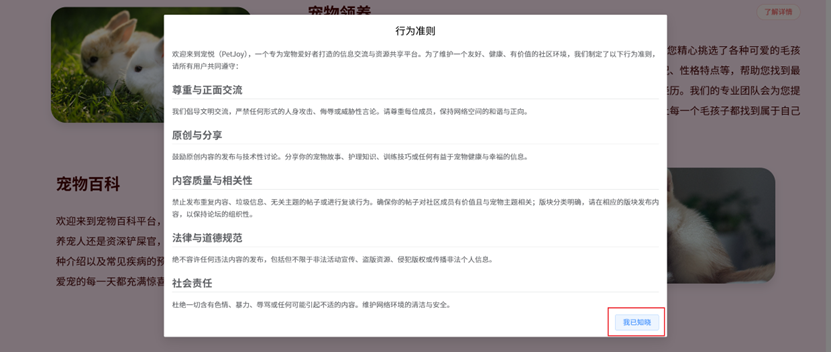 宠物领养
了解详情
行为准则
欢迎来到宠悦（PetJoy），一个专为宠物爱好者打造的信息交流与资源共享平台。为了维护一个友好、健康、有价值的社区环境，我们制定了以下行为准则，
请所有用户共同遵守：
您精心挑选了各种可爱的毛孩
尊重与正面交流
、性格特点等，帮助您找到最
我们倡导文明交流，严禁任何形式的人身攻击、侮辱或威胁性言论。请尊重每位成员，保持网络空间的和谐与正向。
历。我们的专业团队会为您提
每一个毛孩子都找到属于自己
原创与分享
鼓励原创内容的发布与技术性讨论。分享你的宠物故事、护理知识、训练技巧或任何有益于宠物健康与幸福的信息。
宠物百科
内容质量与相关性
禁止发布重复内容、垃圾信息、无关主题的帖子或进行复读行为。确保你的帖子对社区成员有价值且与宠物主题相关；版块分类明确，请在相应的版块发布内
容，以保持论坛的组织性。
欢迎来到宠物百科平台，
养宠人还是资深铲屎官，
种介绍以及常见疾病的预
爱宠的每一天都充满惊喜
法律与道德规范
绝不容许任何违法内容的发布，包括但不限于非法活动宣传、盗版资源、侵犯版权或传播非法个人信息。
社会责任
杜绝一切含有色情、暴力、辱骂或任何可能引起不适的内容。维护网络环境的清洁与安全。
我已知晓